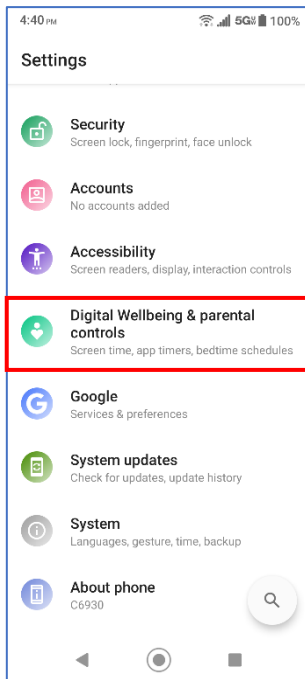 4:40 PM 5G 100%
Settings
Security
Screen lock, fingerprint, face unlock
Accounts
No accounts added
Accessibility
Screen readers, display, interaction controls
Digital Wellbeing & parental
controls
Screen time, app timers, bedtime schedules
Google
Services & preferences
System updates
Check for updates, update history
System
Languages, gesture, time, backup
About phone
C6930